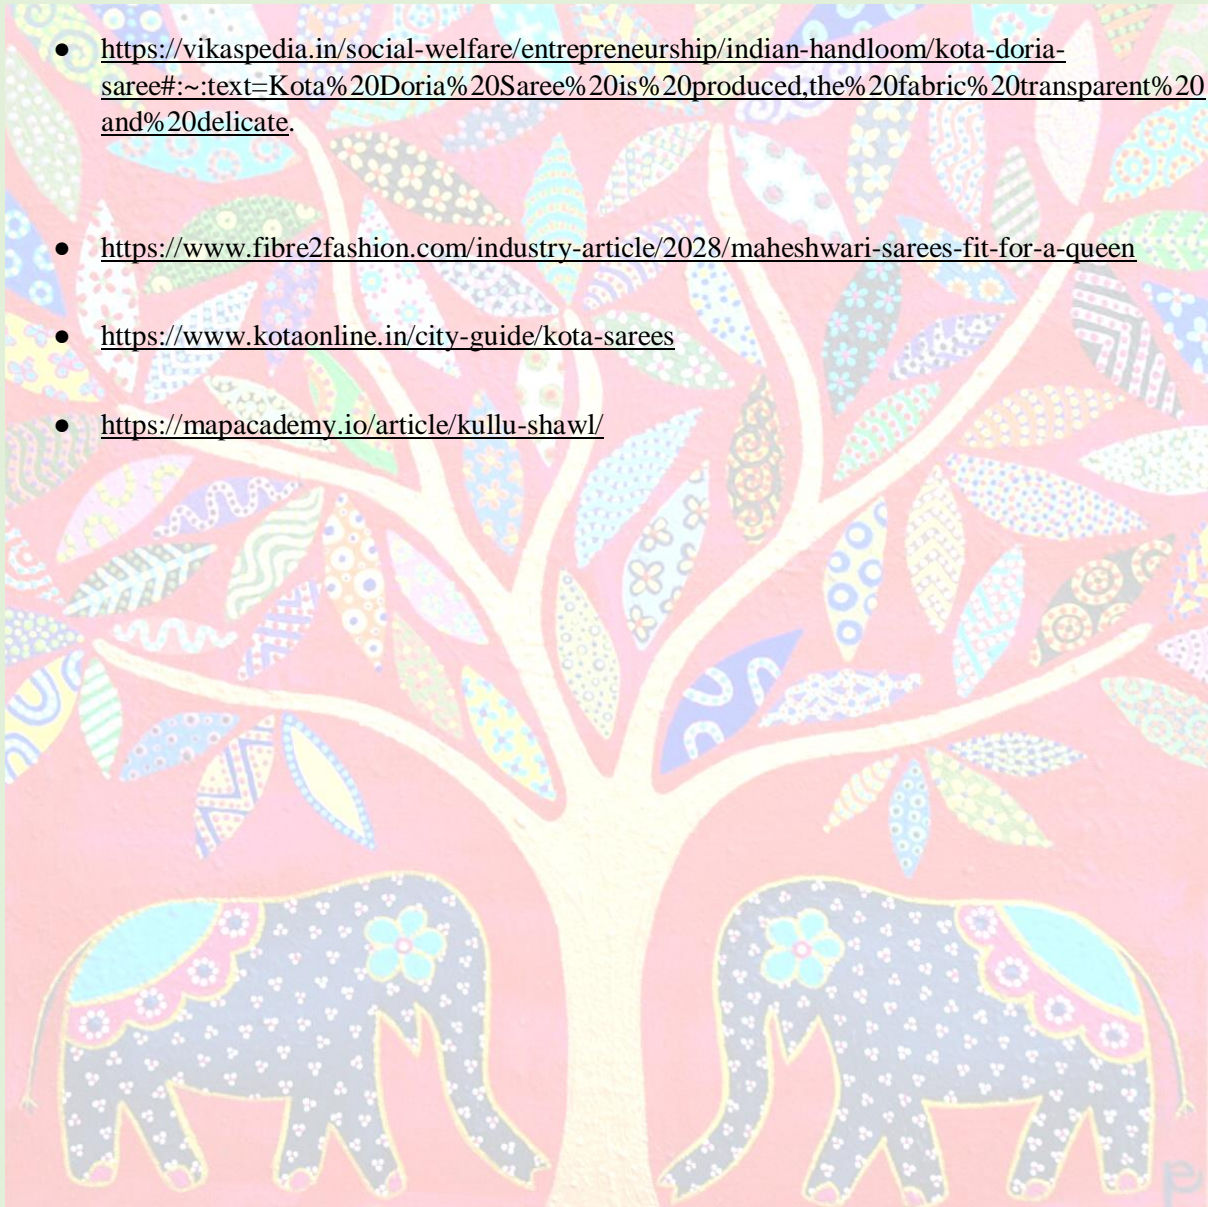 ● https://vikaspedia.in/social-welfare/entrepreneurship/indian-handloom/kota-doria-
saree#:~:text=Kota%20Doria%20Saree%20is%20produced,the%20fabric%20transparent%20
and%20delicate.
● https://www.fibre2fashion.com/industry-article/2028/maheshwari-sarees-fit-for-a-queen
● https://www.kotaonline.in/city-guide/kota-sarees
● https://mapacademy.io/article/kullu-shawl/